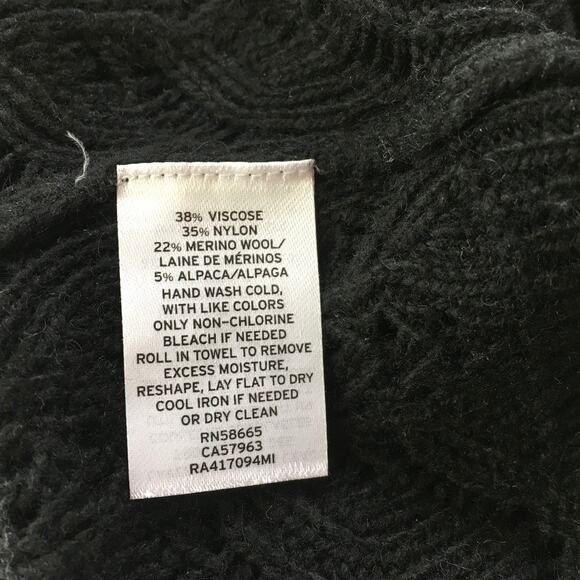 38% VISCOSE
35% NYLON
22% MERINO WOOL/
LAINE DE MÉRINOS
5% ALPACA/ALPAGA
HAND WASH COLD,
WITH LIKE COLORS
ONLY NON-CHLORINE
BLEACH IF NEEDED
ROLL IN TOWEL TO REMOVE
EXCESS MOISTURE,
RESHAPE, LAY FLAT TO DRY
COOL IRON IF NEEDED
OR DRY CLEAN
RN58665
CA57963
RA417094MI